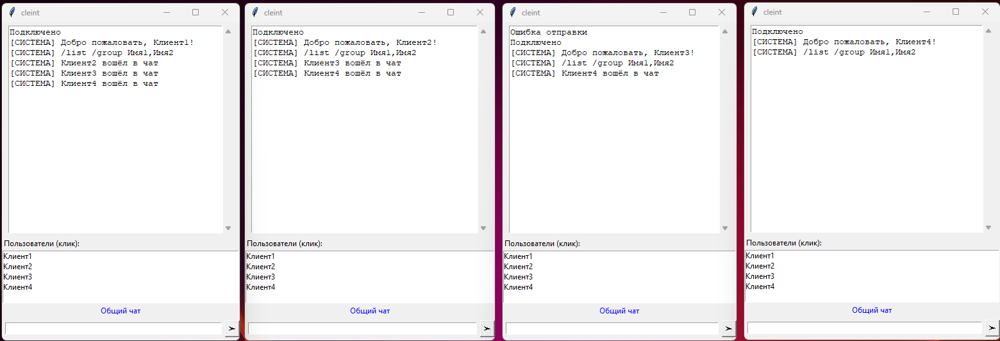 cleint
Подключено
[СИСТЕМА] Добро пожаловать, Клиент1!
[СИСТЕМА] /list /group Имя1,Имя2
[СИСТЕМА] Клиент2 вошёл в чат
[СИСТЕМА] Клиент3 вошёл в чат
[СИСТЕМА] Клиент4 вошёл в чат
Пользователи (клик):
Клиент1
Клиент2
Клиент3
Клиент4
Общий чат
cleint
Подключено
[СИСТЕМА] Добро пожаловать, Клиент2!
[СИСТЕМА] /list /group Имя1,Имя2
[СИСТЕМА] Клиент3 вошёл в чат
[СИСТЕМА] Клиент4 вошёл в чат
Пользователи (клик):
Клиент1
Клиент2
Клиент3
Клиент4
Общий чат
cleint
Ошибка отправки
Подключено
[СИСТЕМА] Добро пожаловать, Клиент3!
[СИСТЕМА] /list /group Имя1,Имя2
[СИСТЕМА] Клиент4 вошёл в чат
Пользователи (клик):
Клиент1
Клиент2
Клиент3
Клиент4
Общий чат
cleint
Подключено
[СИСТЕМА] Добро пожаловать, Клиент4!
[СИСТЕМА] /list /group Имя1,Имя2
Пользователи (клик):
Клиент1
Клиент2
Клиент3
Клиент4
Общий чат